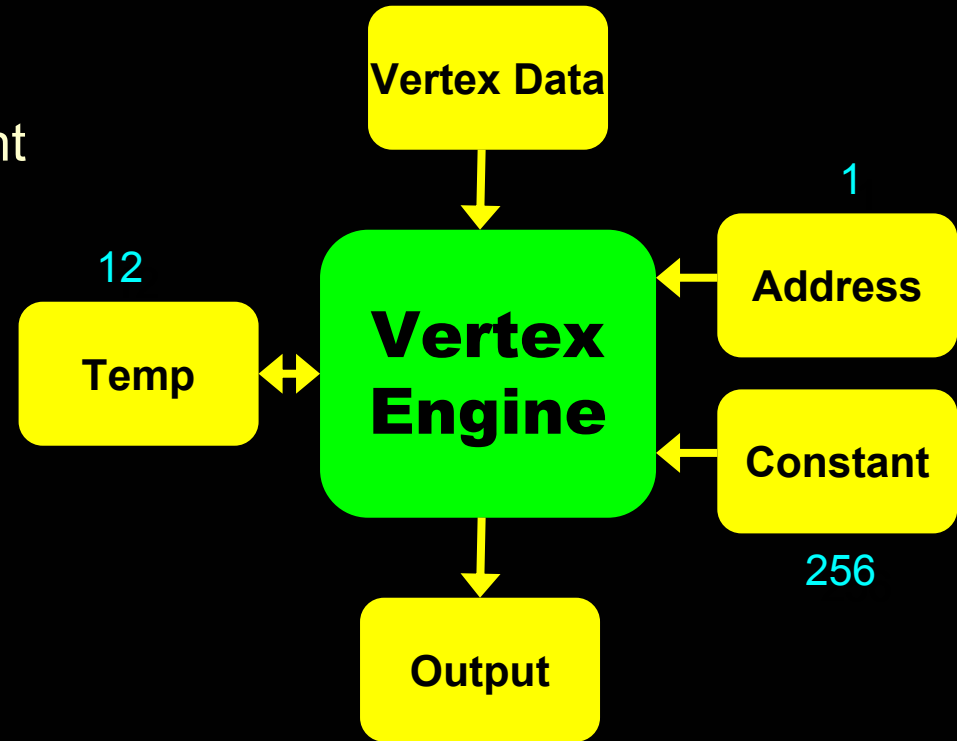 Vertex Data
1
12
Address
Vertex
Engine
Temp
Constant
256
Output